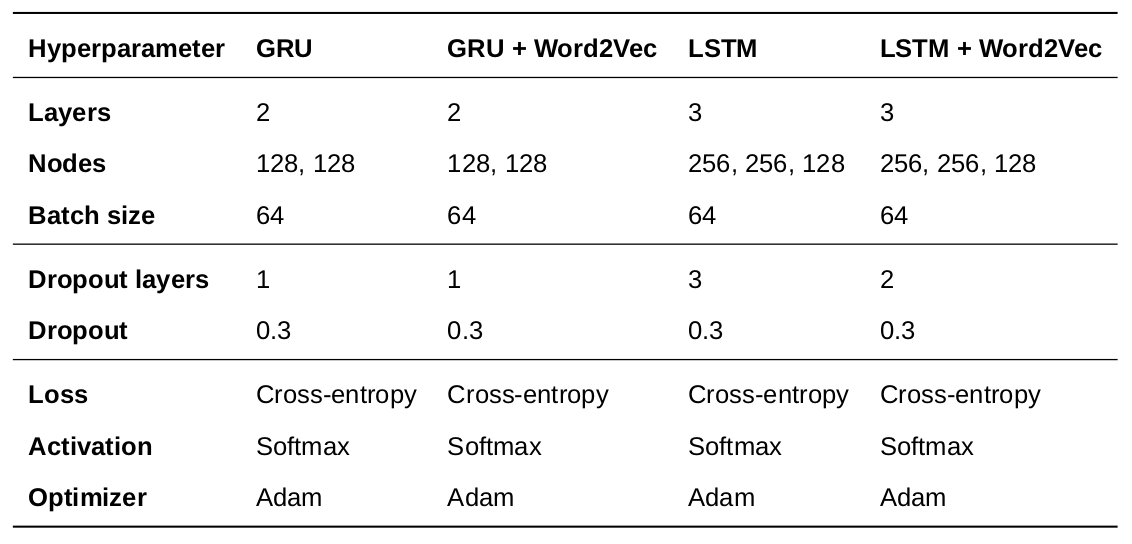 Hyperparameter GRU GRU + Word2Vec LSTM LSTM + Word2Vec
Layers 2 2 3 3
Nodes 128, 128 128, 128 256, 256, 128 256, 256, 128
Batch size 64 64 64 64
Dropout layers 1 1 3 2
Dropout 0.3 0.3 0.3 0.3
Loss Cross-entropy Cross-entropy Cross-entropy Cross-entropy
Activation Softmax Softmax Softmax Softmax
Optimizer Adam Adam Adam Adam